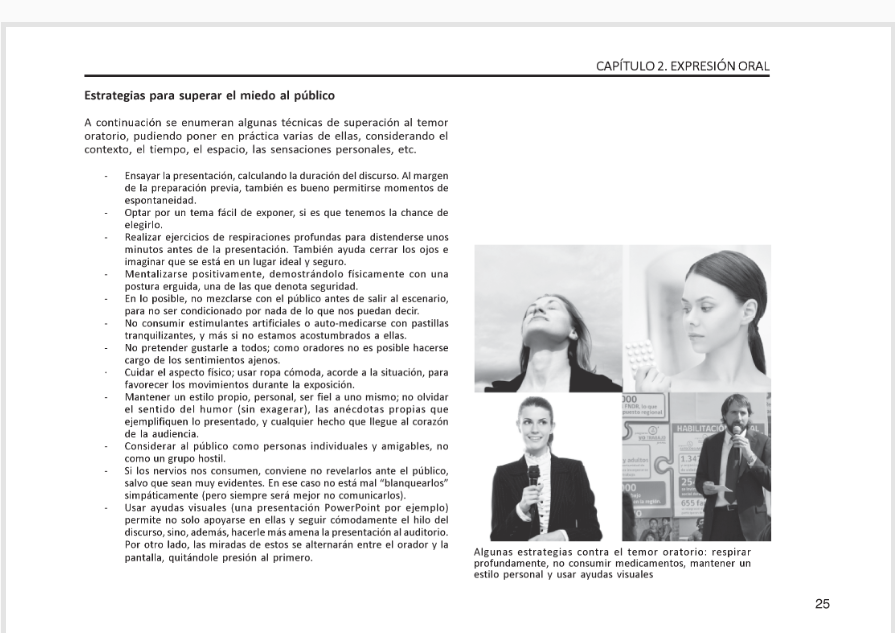 CAPÍTULO 2. EXPRESIÓN ORAL
Estrategias para superar el miedo al público
A continuación se enumeran algunas técnicas de superación al temor
oratorio, pudiendo poner en práctica varias de ellas, considerando el
contexto, el tiempo, el espacio, las sensaciones personales, etc.
- Ensayar la presentación, calculando la duración del discurso. Al margen
de la preparación previa, también es bueno permitirse momentos de
espontaneidad.
- Optar por un tema fácil de exponer, si es que tenemos la chance de
elegirlo.
- Realizar ejercicios de respiraciones profundas para distenderse unos
minutos antes de la presentación. También ayuda cerrar los ojos e
imaginar que se está en un lugar ideal y seguro.
- Mentalizarse positivamente, demostrándolo físicamente con una
postura erguida, una de las que denota seguridad.
- En lo posible, no mezclarse con el público antes de salir al escenario,
para no ser condicionado por nada de lo que nos puedan decir.
- No consumir estimulantes artificiales o auto-medicarse con pastillas
tranquilizantes, y más si no estamos acostumbrados a ellas.
- No pretender gustarle a todos; como oradores no es posible hacerse
cargo de los sentimientos ajenos.
- Cuidar el aspecto físico; usar ropa cómoda, acorde a la situación, para
favorecer los movimientos durante la exposición.
- Mantener un estilo propio, personal, ser fiel a uno mismo; no olvidar
el sentido del humor (sin exagerar), las anécdotas propias que
ejemplifiquen lo presentado, y cualquier hecho que llegue al corazón
de la audiencia.
- Considerar al público como personas individuales y amigables, no
como un grupo hostil.
- Si los nervios nos consumen, conviene no revelarlos ante el público,
salvo que sean muy evidentes. En ese caso no está mal “blanquearlos”
simpáticamente (pero siempre será mejor no comunicarlos).
- Usar ayudas visuales (una presentación PowerPoint por ejemplo)
permite no solo apoyarse en ellas y seguir cómodamente el hilo del
discurso, sino, además, hacerle más amena la presentación al auditorio.
Por otro lado, las miradas de estos se alternarán entre el orador y la
pantalla, quitándole presión al primero.
000
HABILITACIÓ
AL
1.34
25
000
Algunas estrategias contra el temor oratorio: respirar
profundamente, no consumir medicamentos, mantener un
estilo personal y usar ayudas visuales
25